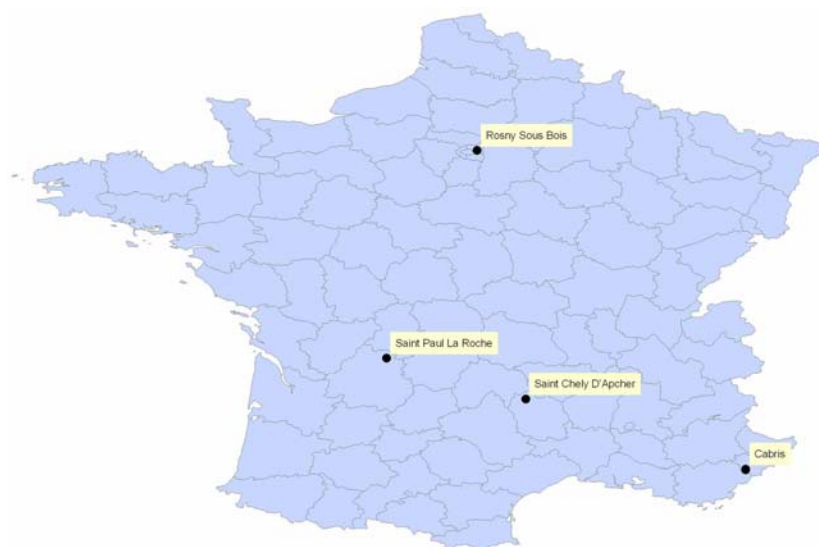 Rosny Sous Bois
Saint Paul La Roche
Saint Chely D'Apcher
Cabris